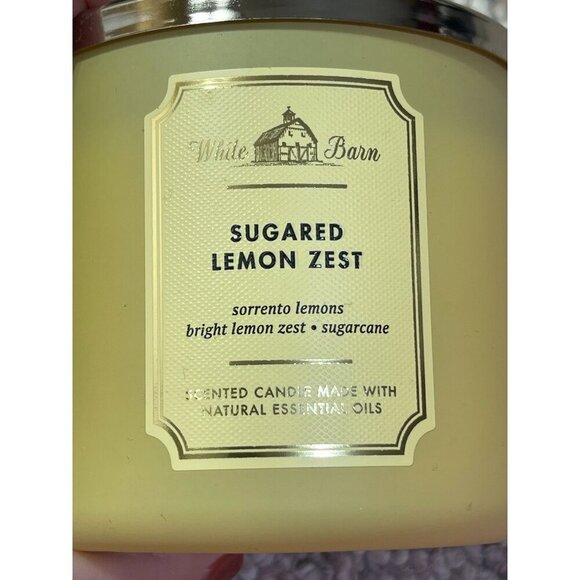 White Barn
SUGARED
LEMON ZEST
sorrento lemons
bright lemon zest • sugarcane
SCENTED CANDLE MADE WITH
NATURAL ESSENTIAL OILS